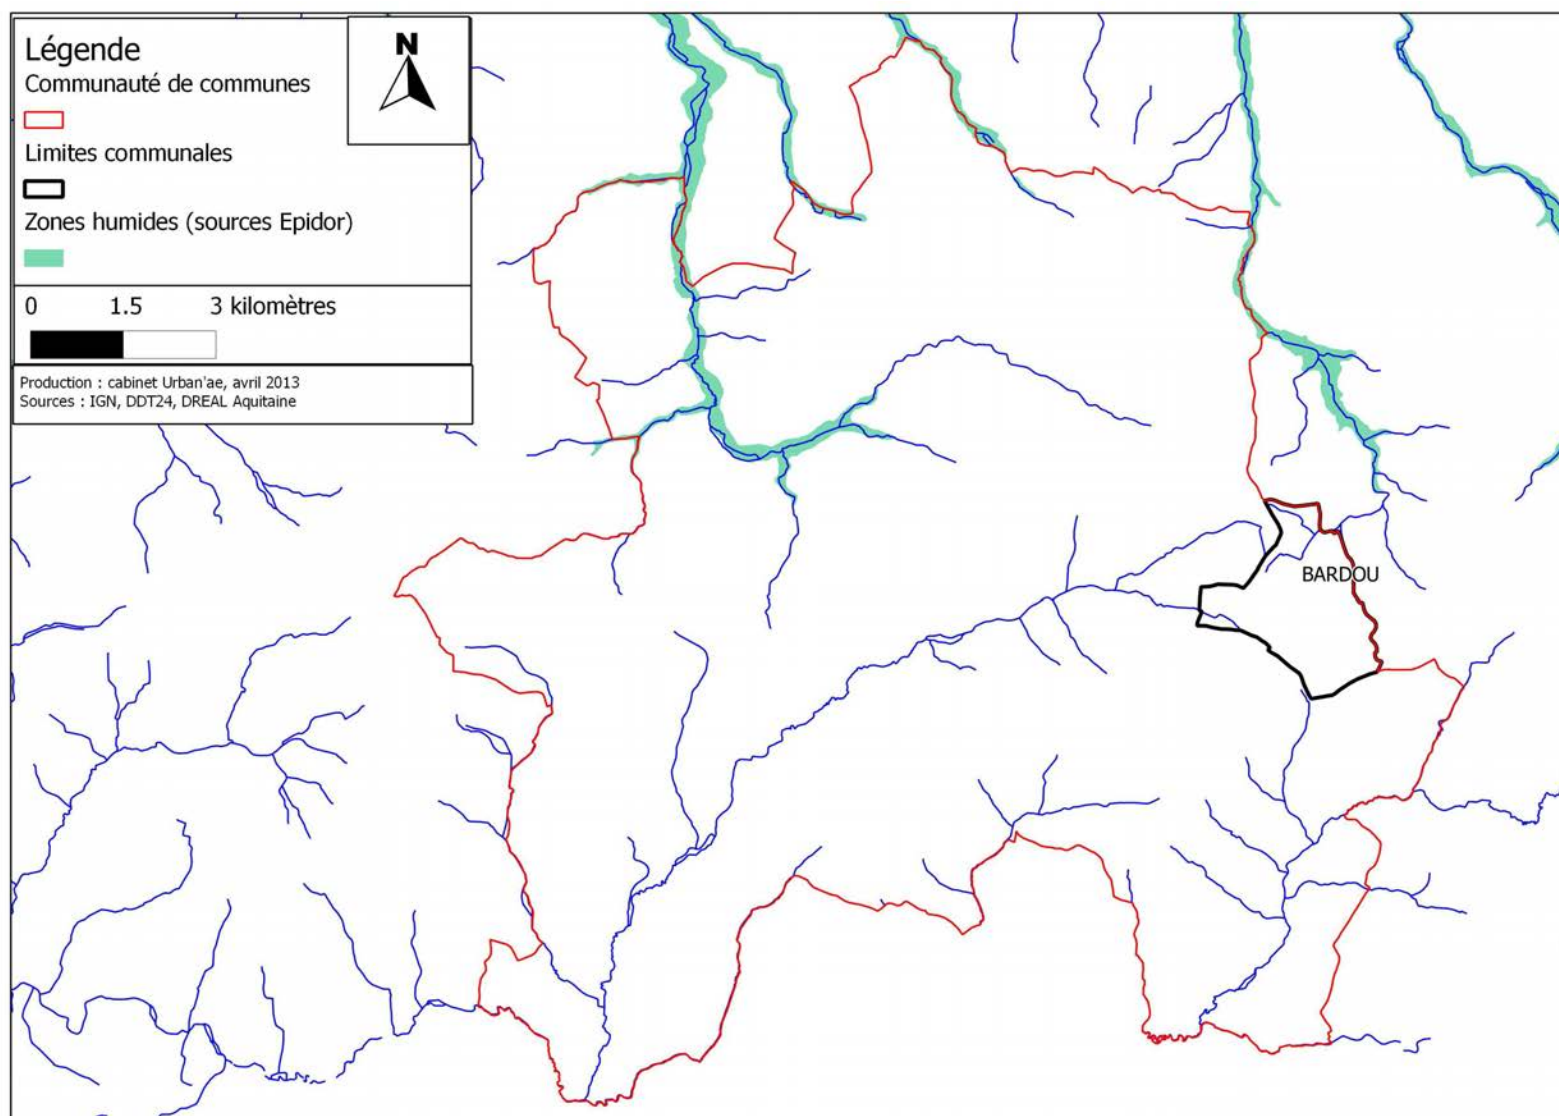 Légende
N
Communauté de communes
Limites communales
Zones humides (sources Epidor)
0 1.5 3 kilomètres
Production : cabinet Urban'ae, avril 2013
Sources : IGN, DDT24, DREAL Aquitaine
BARDOU